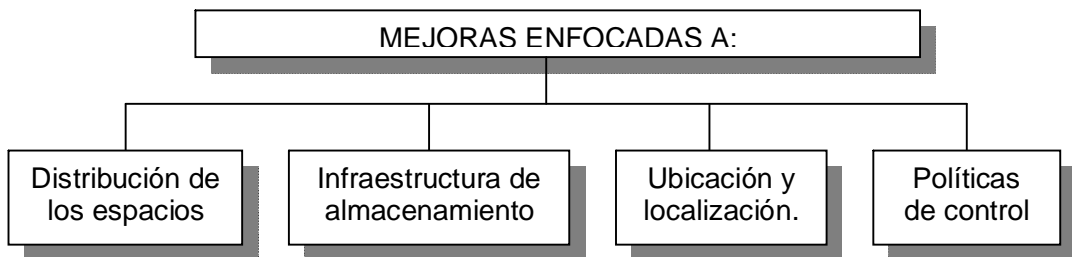 MEJORAS ENFOCADAS A:
Distribución de
los espacios
Infraestructura de
almacenamiento
Ubicación y
localización.
Políticas
de control